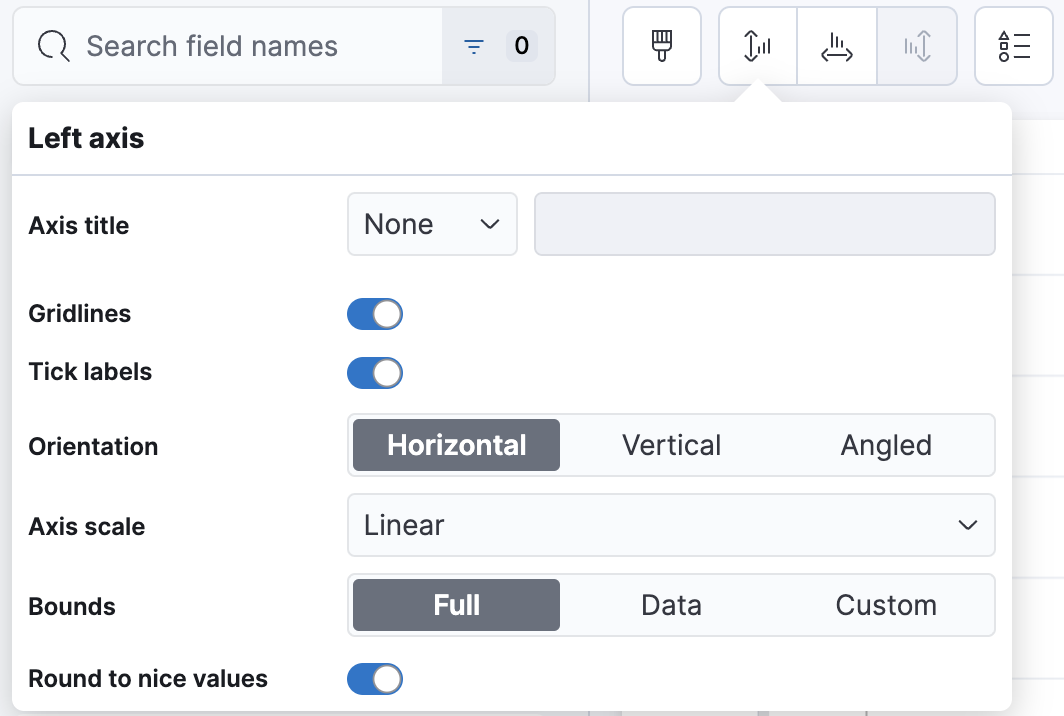 Search field names 0
Left axis
Axis title None
Gridlines
Tick labels
Orientation Horizontal Vertical Angled
Axis scale Linear
Bounds Full Data Custom
Round to nice values